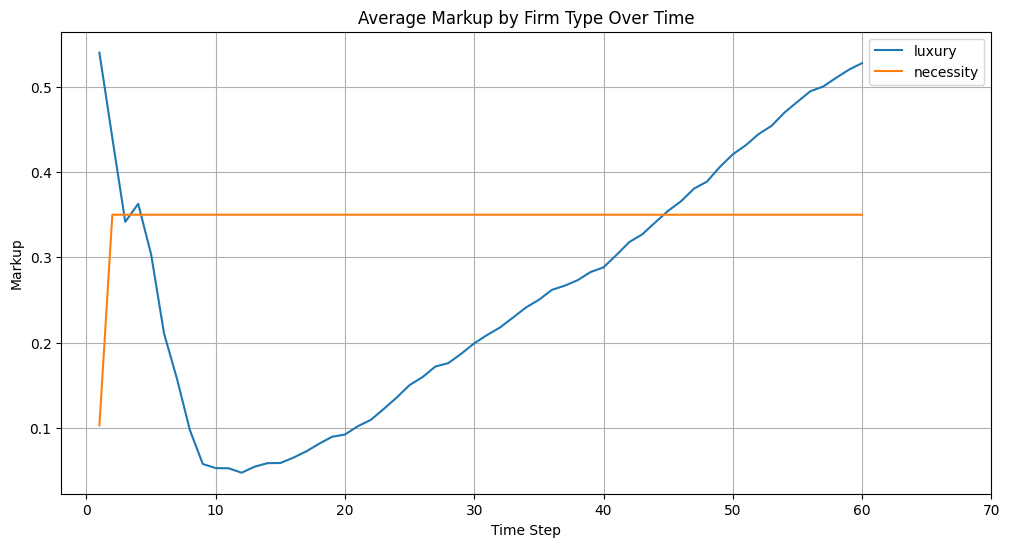 Average Markup by Firm Type Over Time
luxury
necessity
Markup
0.5
0.4
0.3
0.2
0.1
0 10 20 30 40 50 60 70
Time Step